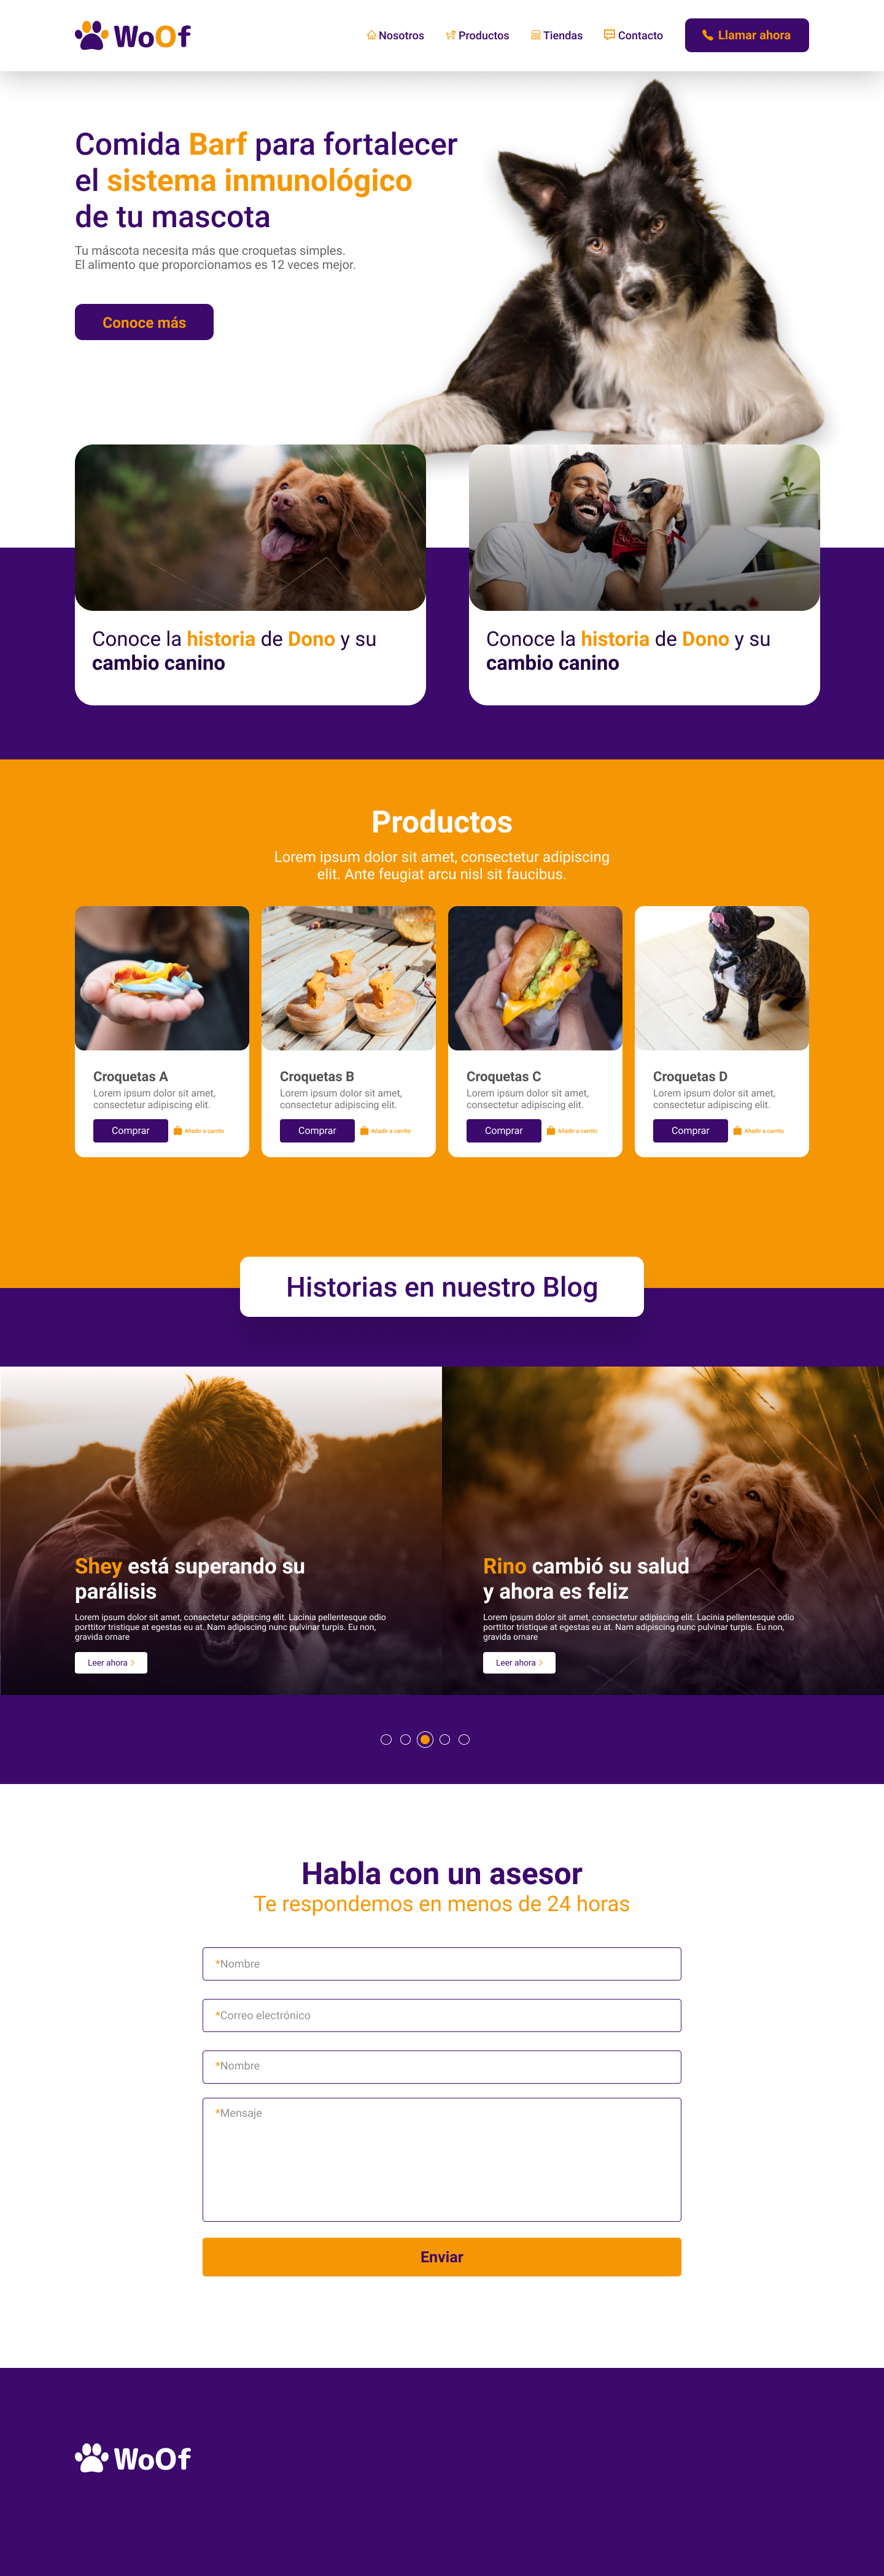 WoOf
Nosotros
Productos
Tiendas
Contacto
Llamar ahora
Comida Barf para fortalecer
el sistema inmunológico
de tu mascota
Tu máscota necesita más que croquetas simples.
El alimento que proporcionamos es 12 veces mejor.
Conoce más
Conoce la historia de Dono y su
cambio canino
Conoce la historia de Dono y su
cambio canino
Productos
Lorem ipsum dolor sit amet, consectetur adipiscing
elit. Ante feugiat arcu nisl sit faucibus.
Croquetas A
Lorem ipsum dolor sit amet,
consectetur adipiscing elit.
Comprar
Añadir a carrito
Croquetas B
Lorem ipsum dolor sit amet,
consectetur adipiscing elit.
Comprar
Añadir a carrito
Croquetas C
Lorem ipsum dolor sit amet,
consectetur adipiscing elit.
Comprar
Añadir a carrito
Croquetas D
Lorem ipsum dolor sit amet,
consectetur adipiscing elit.
Comprar
Añadir a carrito
Historias en nuestro Blog
Shey está superando su
parálisis
Lorem ipsum dolor sit amet, consectetur adipiscing elit. Lacinia pellentesque odio
porttitor tristique at egestas eu at. Nam adipiscing nunc pulvinar turpis. Eu non,
gravida ornare
Leer ahora
Rino cambió su salud
y ahora es feliz
Lorem ipsum dolor sit amet, consectetur adipiscing elit. Lacinia pellentesque odio
porttitor tristique at egestas eu at. Nam adipiscing nunc pulvinar turpis. Eu non,
gravida ornare
Leer ahora
Habla con un asesor
Te respondemos en menos de 24 horas
*Nombre
*Correo electrónico
*Nombre
*Mensaje
Enviar
WoOf